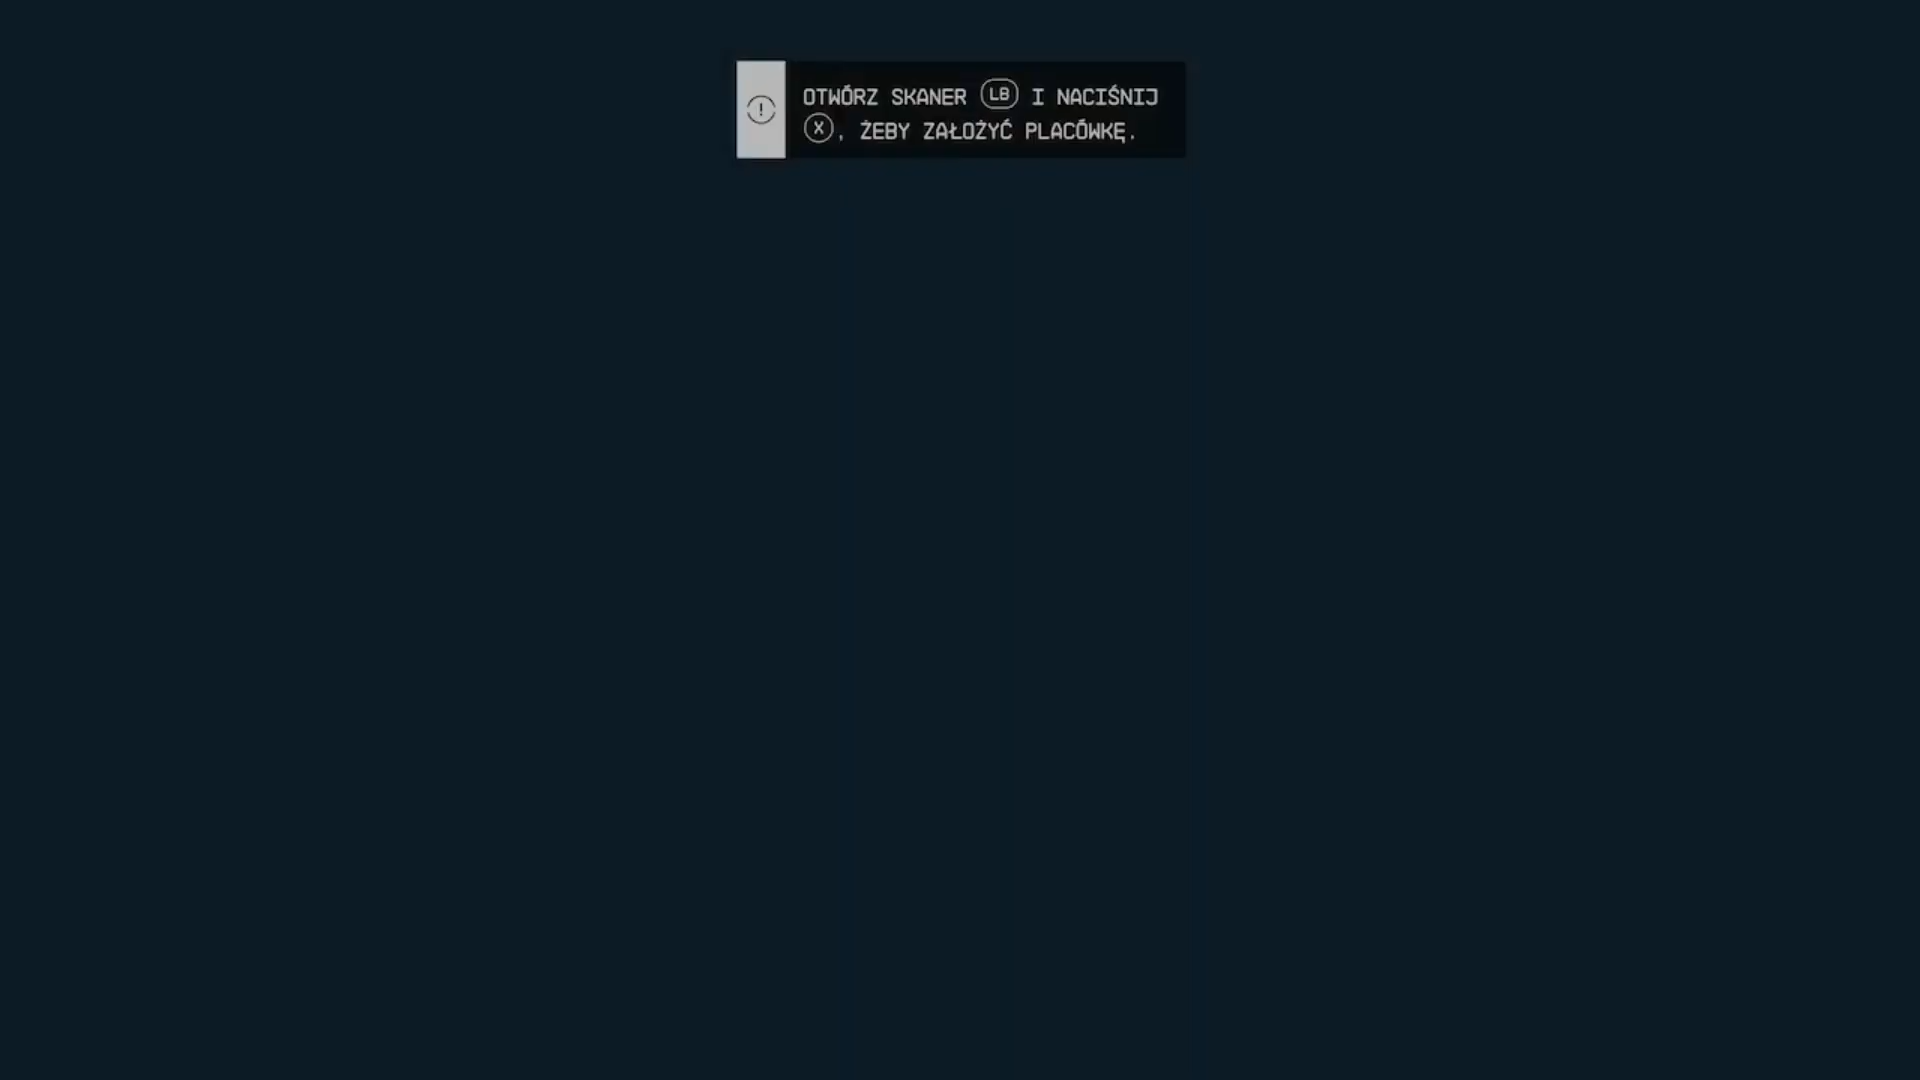 OTWÓRZ SKANER LB I NACIŚNIJ
X, ŻEBY ZAŁOŻYĆ PLACÓWKĘ.